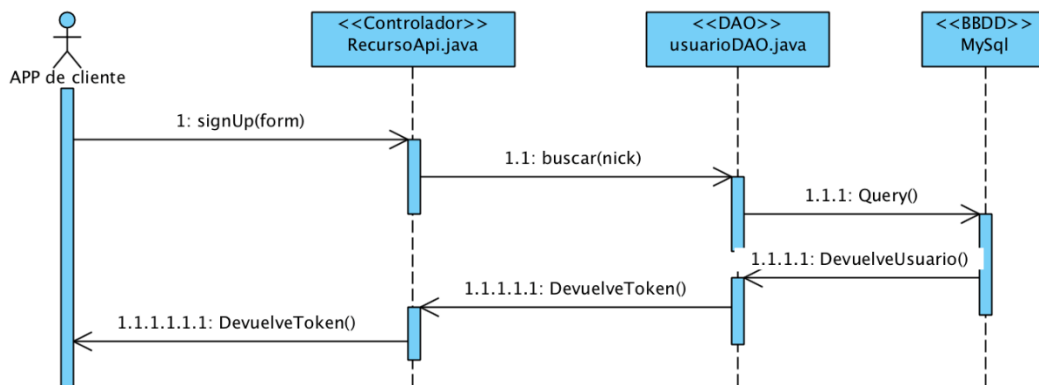 <<Controlador>>
RecursoApi.java
<<DAO>>
usuarioDAO.java
<<BBDD>>
MySql
APP de cliente
1: signUp(form)
1.1: buscar(nick)
1.1.1: Query()
1.1.1.1: DevuelveUsuario()
1.1.1.1.1: DevuelveToken()
1.1.1.1.1.1: DevuelveToken()